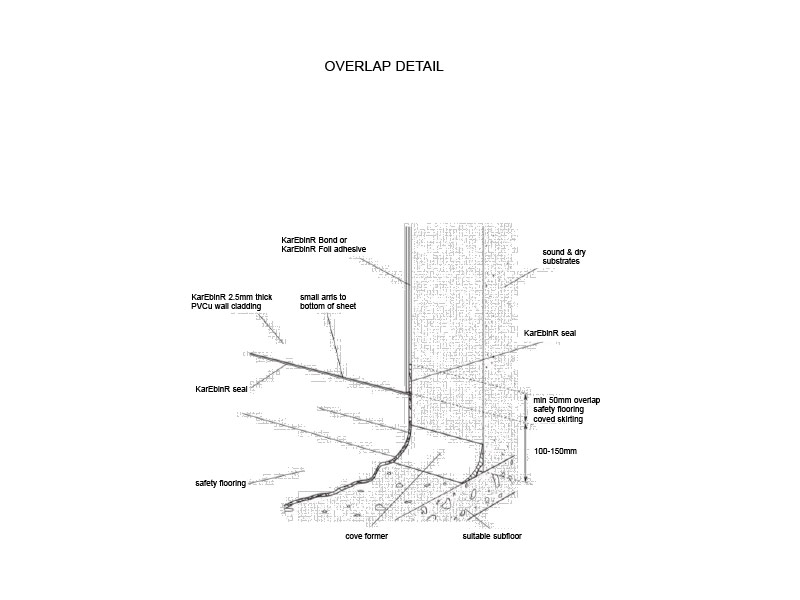 OVERLAP DETAIL
KarEbinR Bond or
KarEbinR Foil adhesive
sound & dry
substrates
KarEbinR 2.5mm thick
PVCu wall cladding
small arris to
bottom of sheet
KarEbinR seal
KarEbinR seal
min 50mm overlap
safety flooring
coved skirting
100-150mm
safety flooring
cove former
suitable subfloor